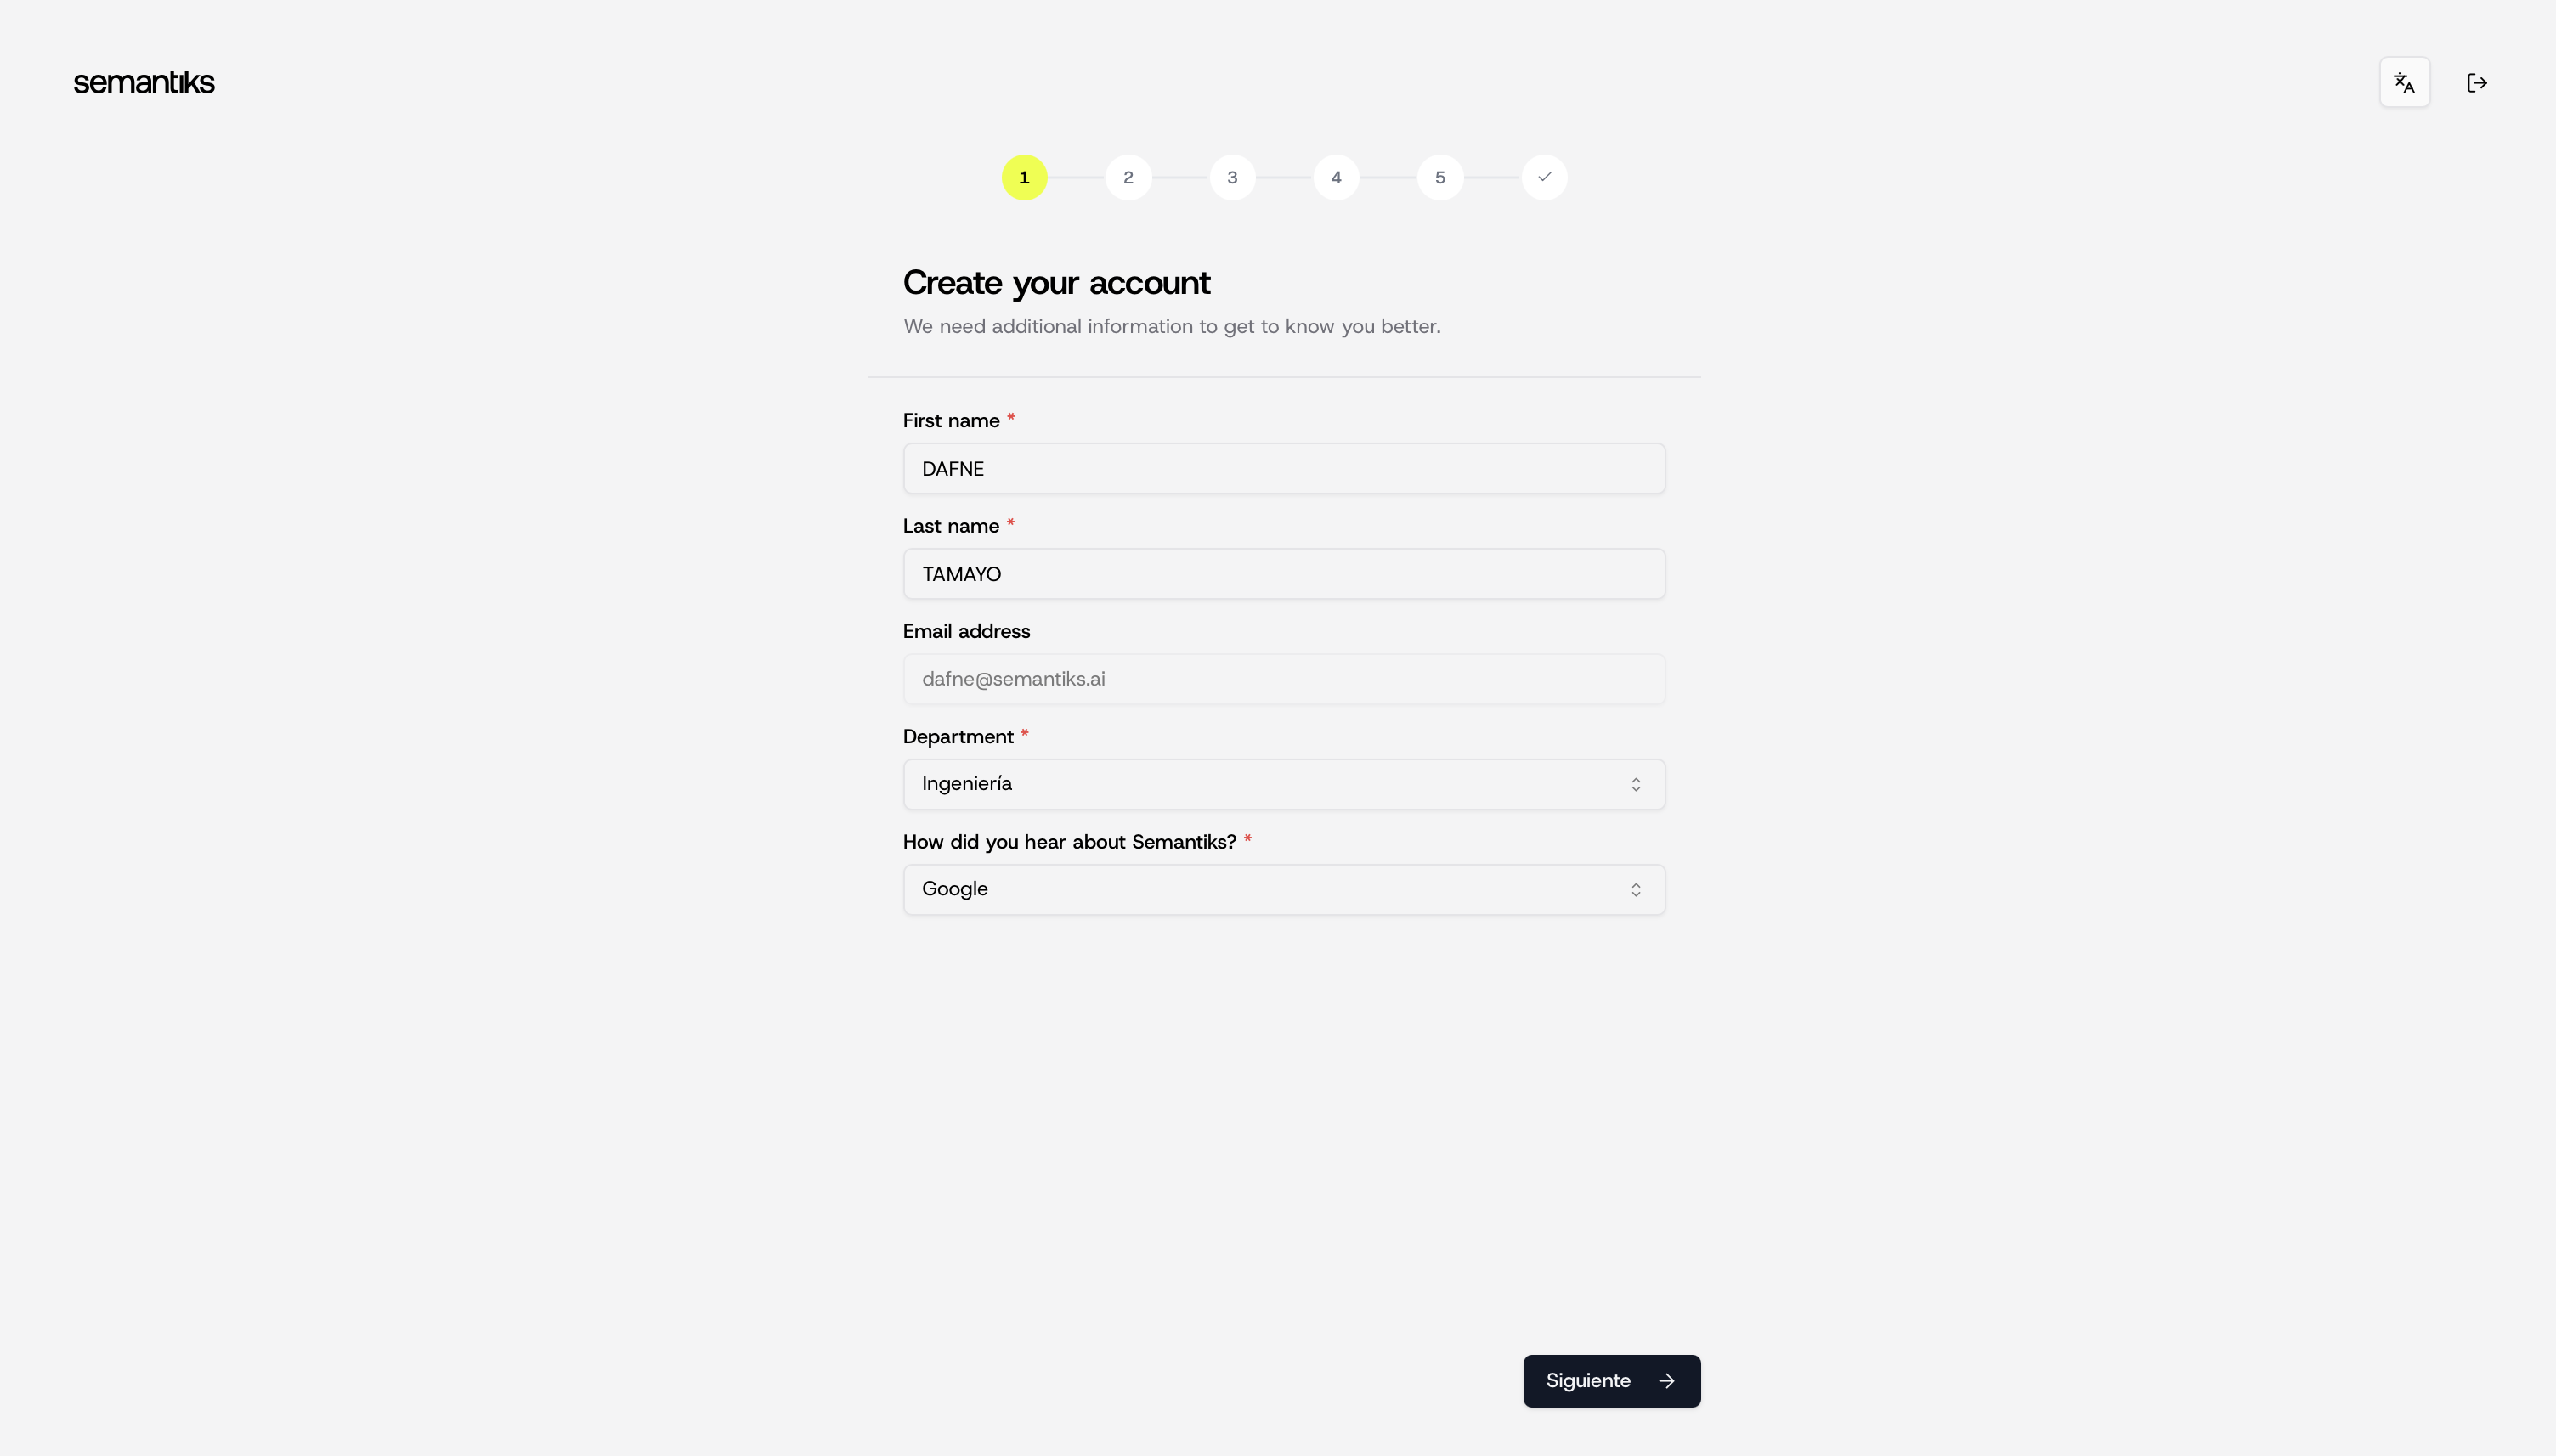 semantiks
1
2
3
4
5
Create your account
We need additional information to get to know you better.
First name *
DAFNE
Last name *
TAMAYO
Email address
dafne@semantiks.ai
Department *
Ingeniería
How did you hear about Semantiks? *
Google
Siguiente